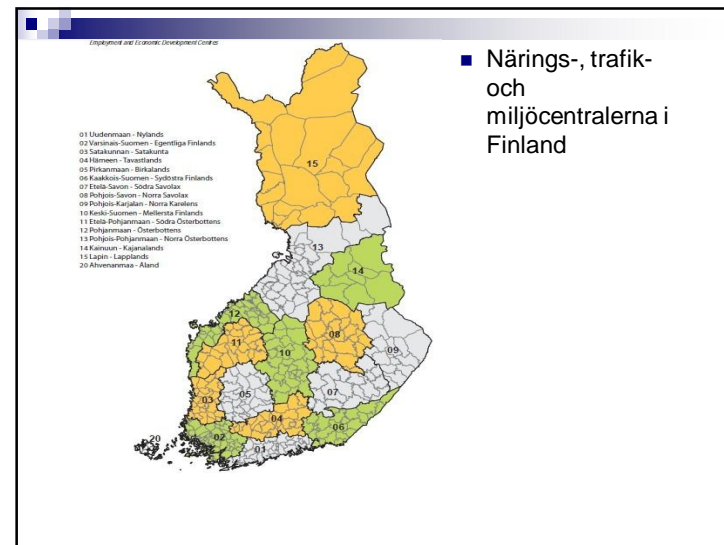 Employment and Economic Development Centres
01 Uudenmaan - Nylands
02 Varsinais-Suomen - Egentliga Finlands
03 Satakunnan - Satakunta
04 Hämeen - Tavastlands
05 Pirkanmaan - Birkalands
06 Kaakkois-Suomen - Sydöstra Finlands
07 Etelä-Savon - Södra Savolax
08 Pohjois-Savon - Norra Savolax
09 Pohjois-Karjalan - Norra Karelens
10 Keski-Suomen - Mellersta Finlands
11 Etelä-Pohjanmaan - Södra Österbottens
12 Pohjanmaan - Österbottens
13 Pohjois-Pohjanmaan - Norra Österbottens
14 Kainuun - Kajanalands
15 Lapin - Lapplands
20 Ahvenanmaa - Åland
Närings-, trafik-
och
miljöcentralerna i
Finland
15
13
14
12
11
10
08
09
05
07
03
04
06
02
20
01